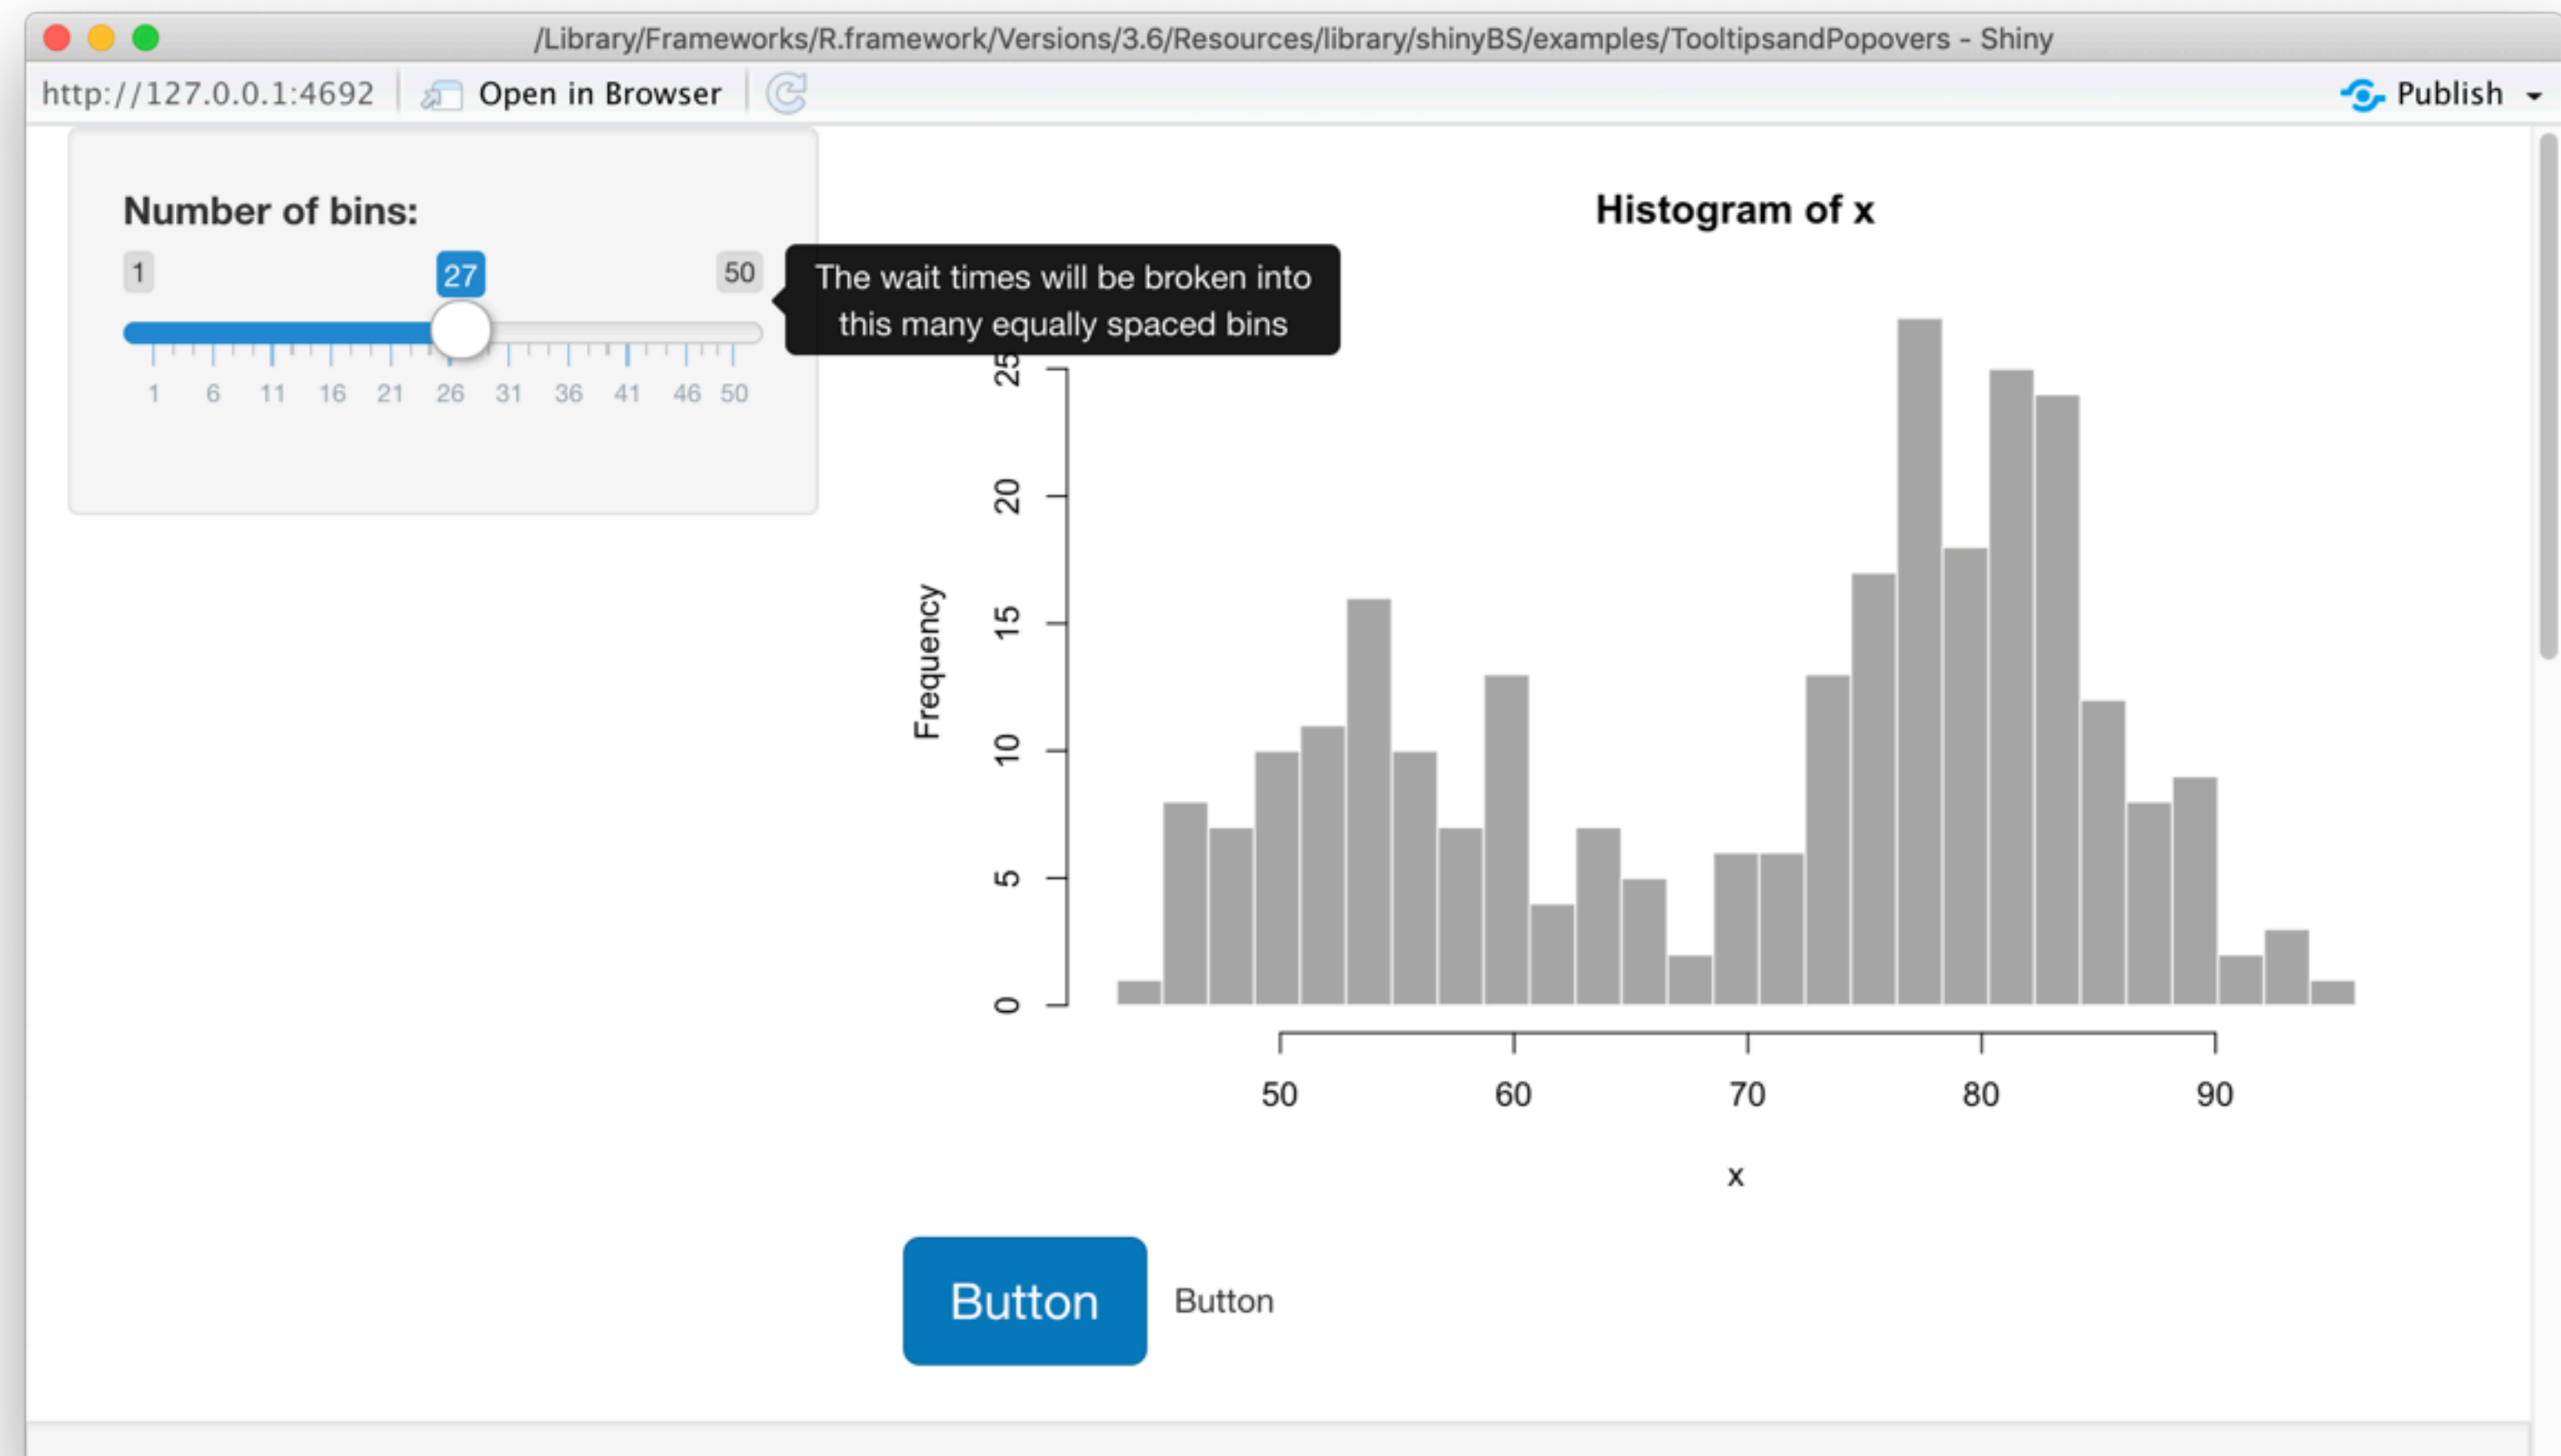 /Library/Frameworks/R.framework/Versions/3.6/Resources/library/shinyBS/examples/TooltipsandPopovers - Shiny
http://127.0.0.1:4692 Open in Browser Publish
Number of bins:
1 27 50
1 6 11 16 21 26 31 36 41 46 50
The wait times will be broken into
this many equally spaced bins
Histogram of x
Frequency
25
20
15
10
5
0
50 60 70 80 90
x
Button Button